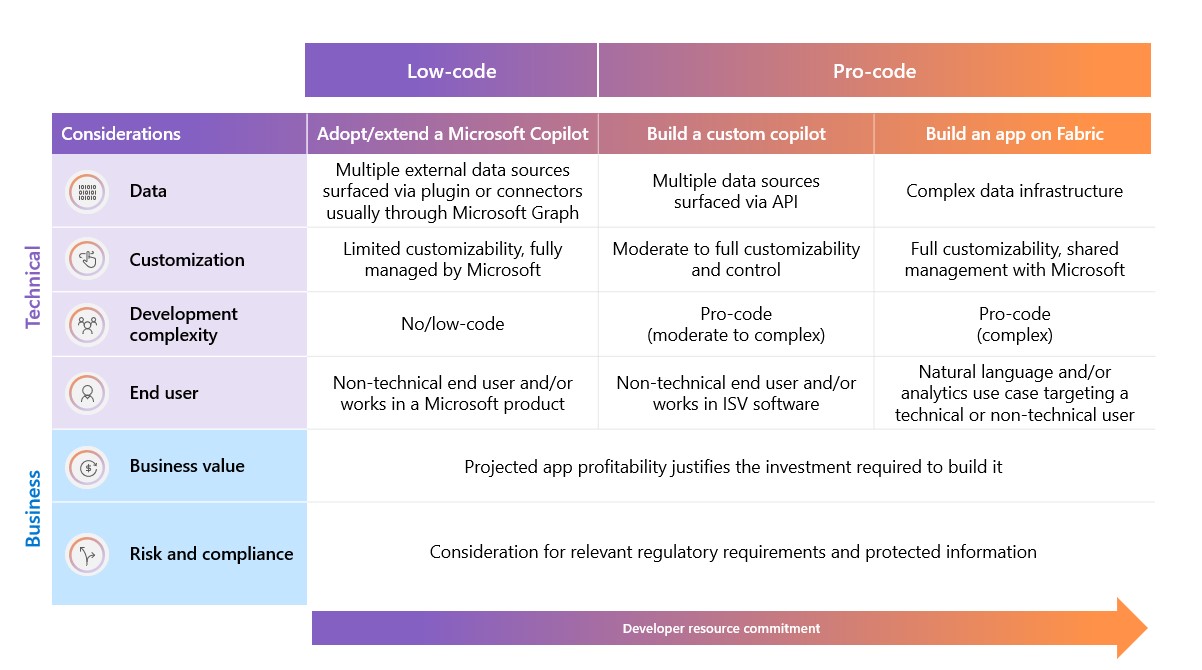 Low-code
Pro-code
Considerations
Adopt/extend a Microsoft Copilot
Build a custom copilot
Build an app on Fabric
Technical
Data
Multiple external data sources
surfaced via plugin or connectors
usually through Microsoft Graph
Multiple data sources
surfaced via API
Complex data infrastructure
Customization
Limited customizability, fully
managed by Microsoft
Moderate to full customizability
and control
Full customizability, shared
management with Microsoft
Development
complexity
No/low-code
Pro-code
(moderate to complex)
Pro-code
(complex)
End user
Non-technical end user and/or
works in a Microsoft product
Non-technical end user and/or
works in ISV software
Natural language and/or
analytics use case targeting a
technical or non-technical user
Business
Business value
Projected app profitability justifies the investment required to build it
Risk and compliance
Consideration for relevant regulatory requirements and protected information
Developer resource commitment